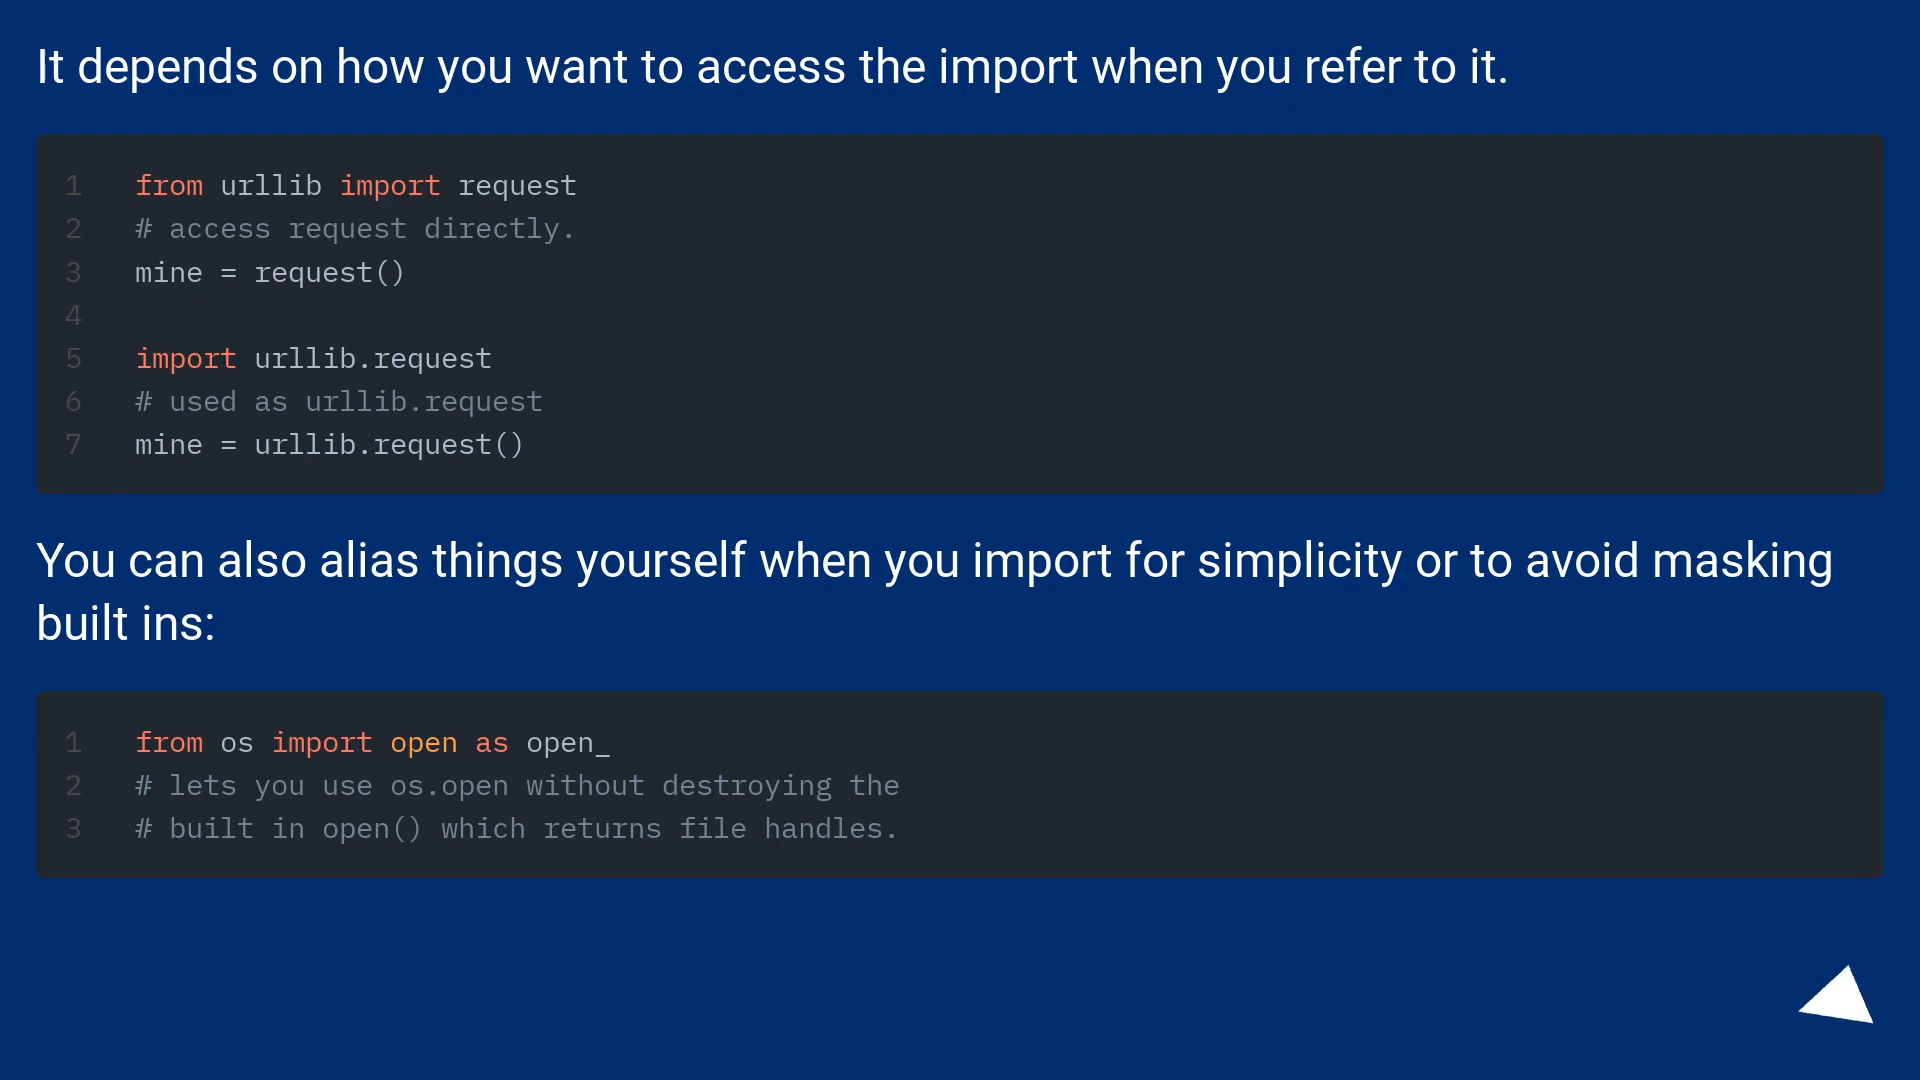 It depends on how you want to access the import when you refer to it.
1 from urllib import request
2 # access request directly.
3 mine = request()
4
5 import urllib.request
6 # used as urllib.request
7 mine = urllib.request()
You can also alias things yourself when you import for simplicity or to avoid masking
built ins:
1 from os import open as open_
2 # lets you use os.open without destroying the
3 # built in open() which returns file handles.